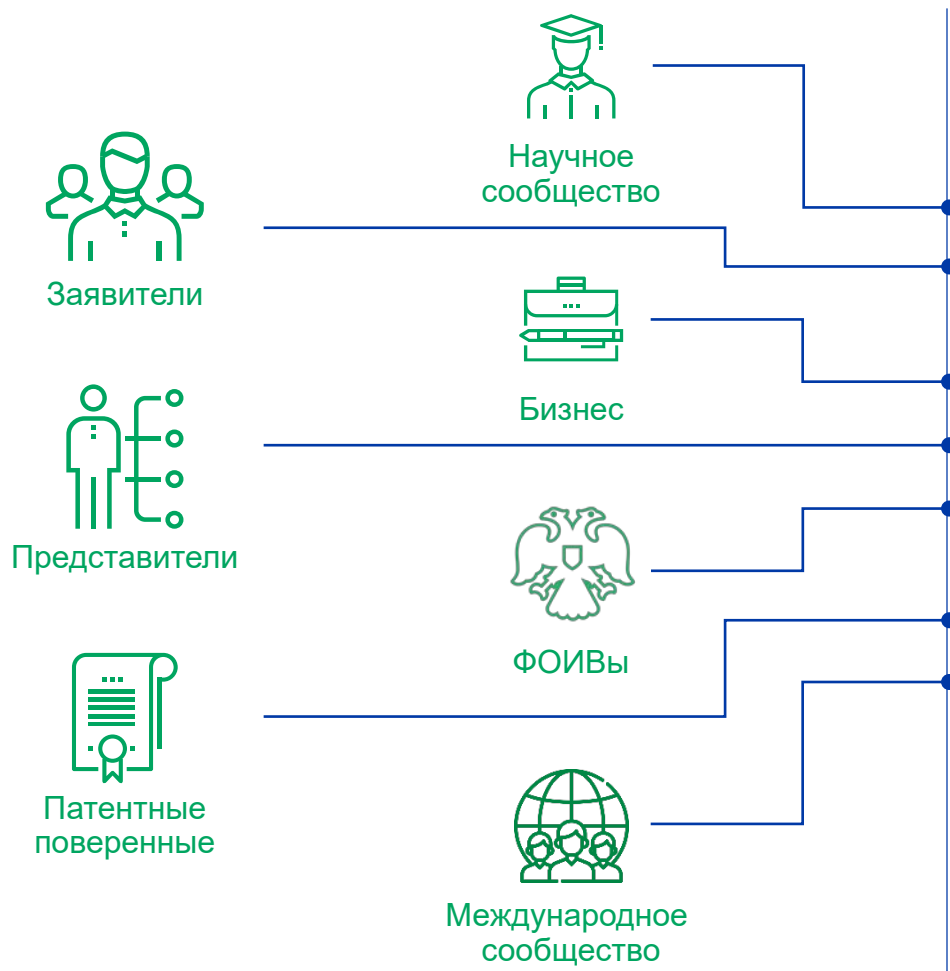 Научное
сообщество
Заявители
Бизнес
Представители
ФОИВы
Патентные
поверенные
Международное
сообщество